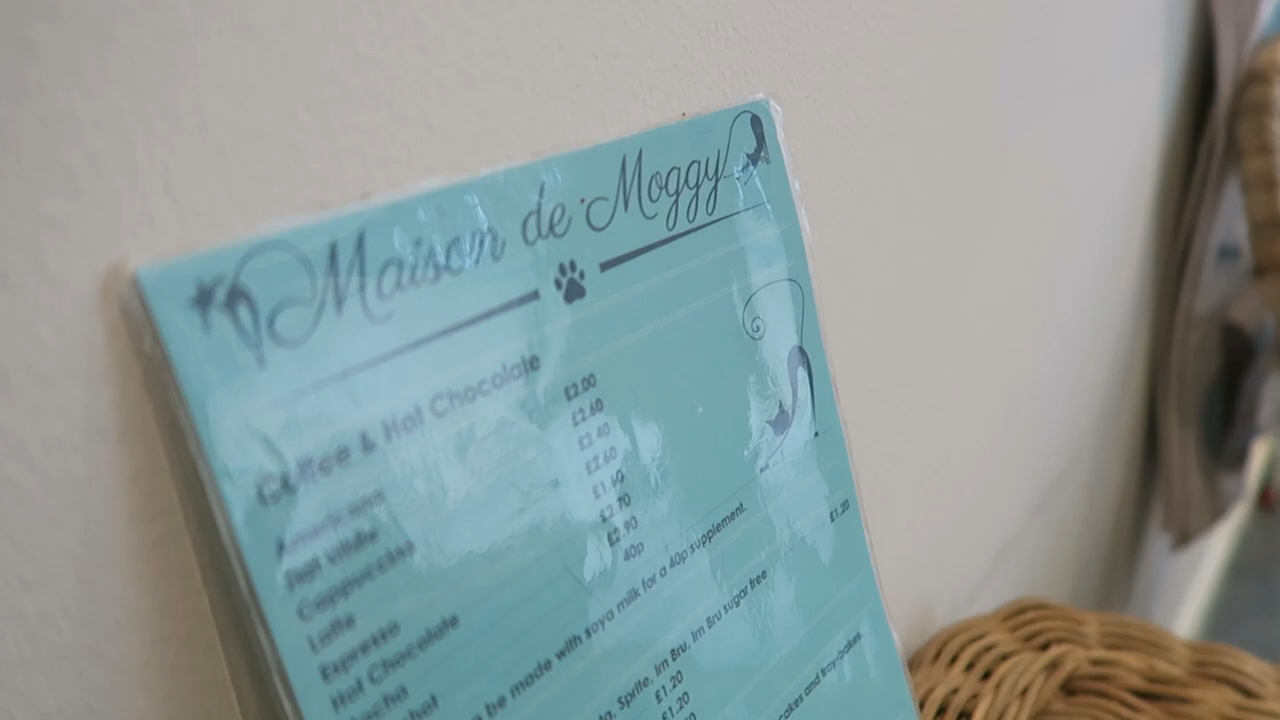 Maison de Moggy
Coffee & Hot Chocolate
Americano £2.00
Flat White £2.60
Cappuccino £2.40
Latte £2.60
Espresso £1.60
Hot Chocolate £2.70
Mocha £2.90
40p
be made with soya milk for a 40p supplement.
Sprite, Irn Bru, Irn Bru sugar free £1.20
£1.20
£1.20
cakes and tray-bakes.